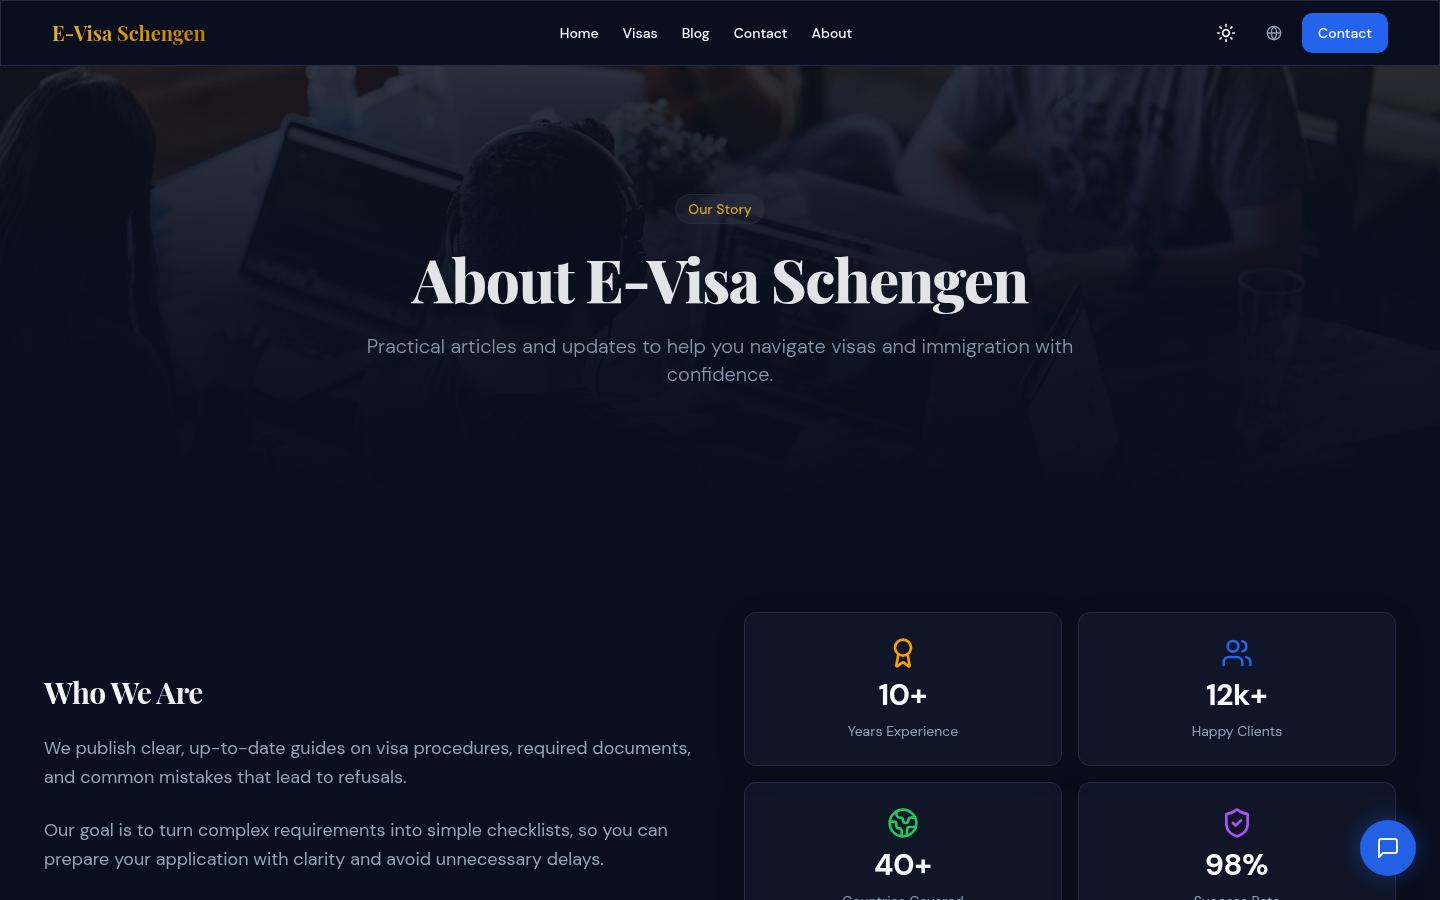 E-Visa Schengen
Home
Visas
Blog
Contact
About
Contact
Our Story
About E-Visa Schengen
Practical articles and updates to help you navigate visas and immigration with
confidence.
Who We Are
We publish clear, up-to-date guides on visa procedures, required documents,
and common mistakes that lead to refusals.
Our goal is to turn complex requirements into simple checklists, so you can
prepare your application with clarity and avoid unnecessary delays.
10+
Years Experience
12k+
Happy Clients
40+
Countries Covered
98%
Success Rate